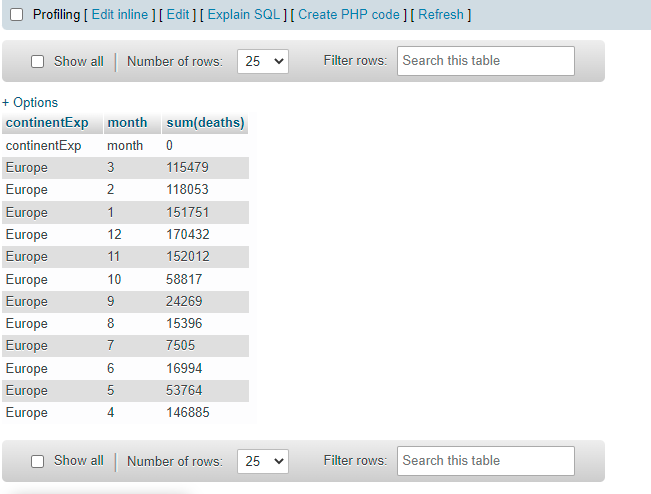 Profiling [ Edit inline ] [ Edit ] [ Explain SQL ] [ Create PHP code ] [ Refresh ]
Show all Number of rows: 25 Filter rows: Search this table
+ Options
continentExp month sum(deaths)
continentExp month 0
Europe 3 115479
Europe 2 118053
Europe 1 151751
Europe 12 170432
Europe 11 152012
Europe 10 58817
Europe 9 24269
Europe 8 15396
Europe 7 7505
Europe 6 16994
Europe 5 53764
Europe 4 146885
Show all Number of rows: 25 Filter rows: Search this table